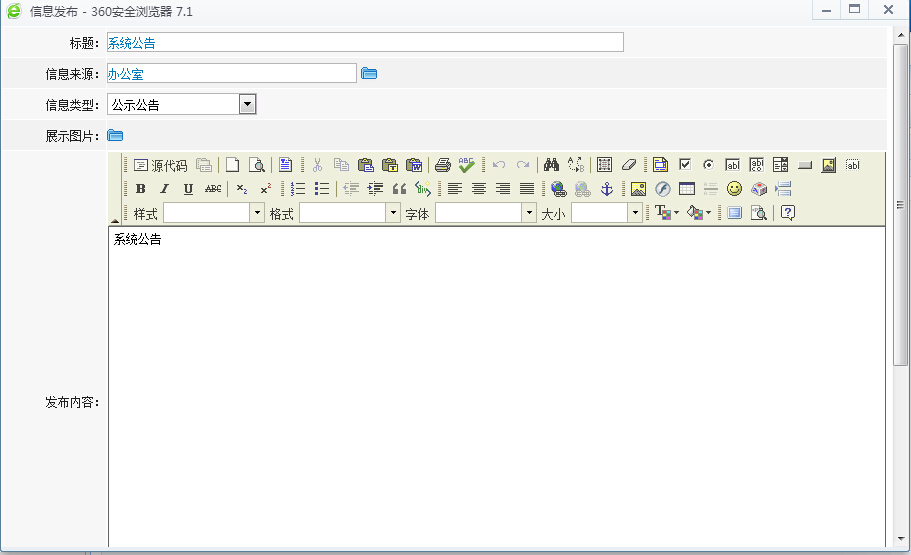 信息发布 - 360安全浏览器 7.1
标题： 系统公告
信息来源： 办公室
信息类型： 公示公告
展示图片：
源代码
样式 格式 字体 大小
系统公告
发布内容：